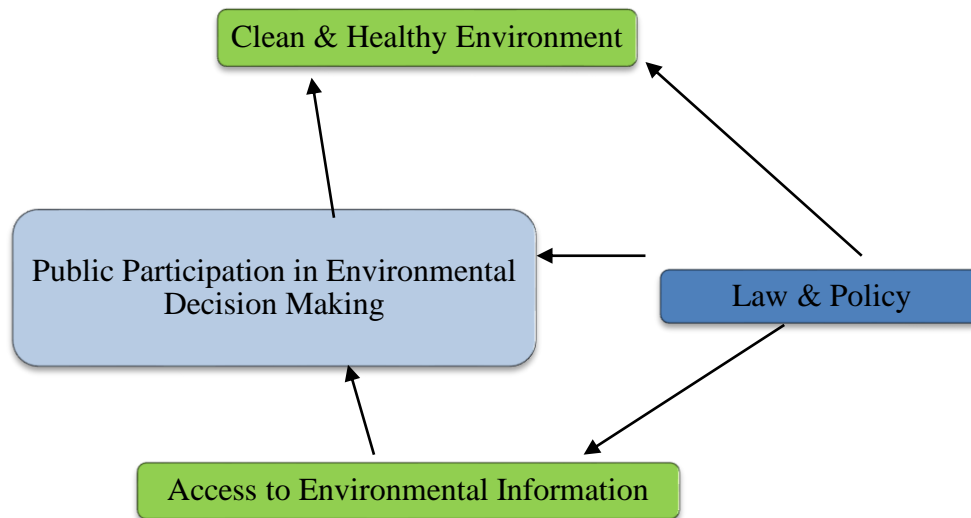 Clean & Healthy Environment
Public Participation in Environmental
Decision Making
Law & Policy
Access to Environmental Information